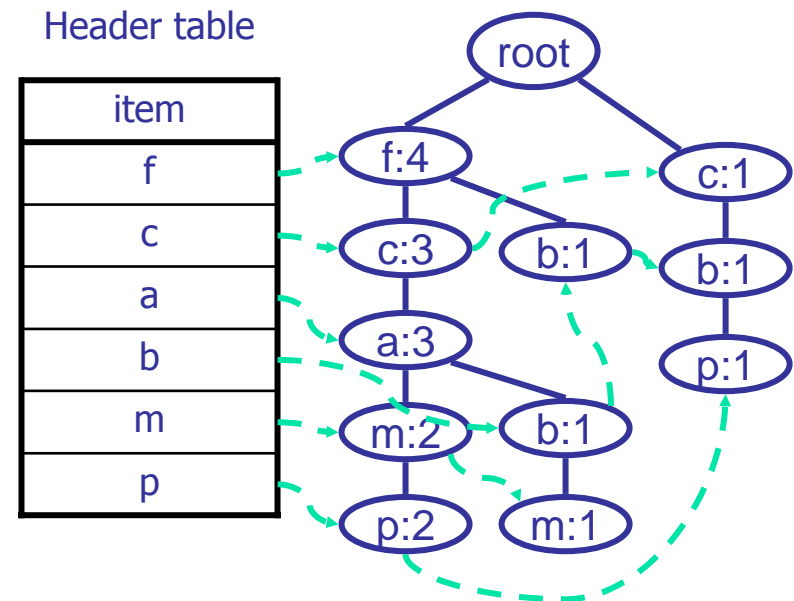 Header table
item
f
c
a
b
m
p
root
f:4
c:1
c:3
b:1
b:1
a:3
p:1
m:2
b:1
p:2
m:1